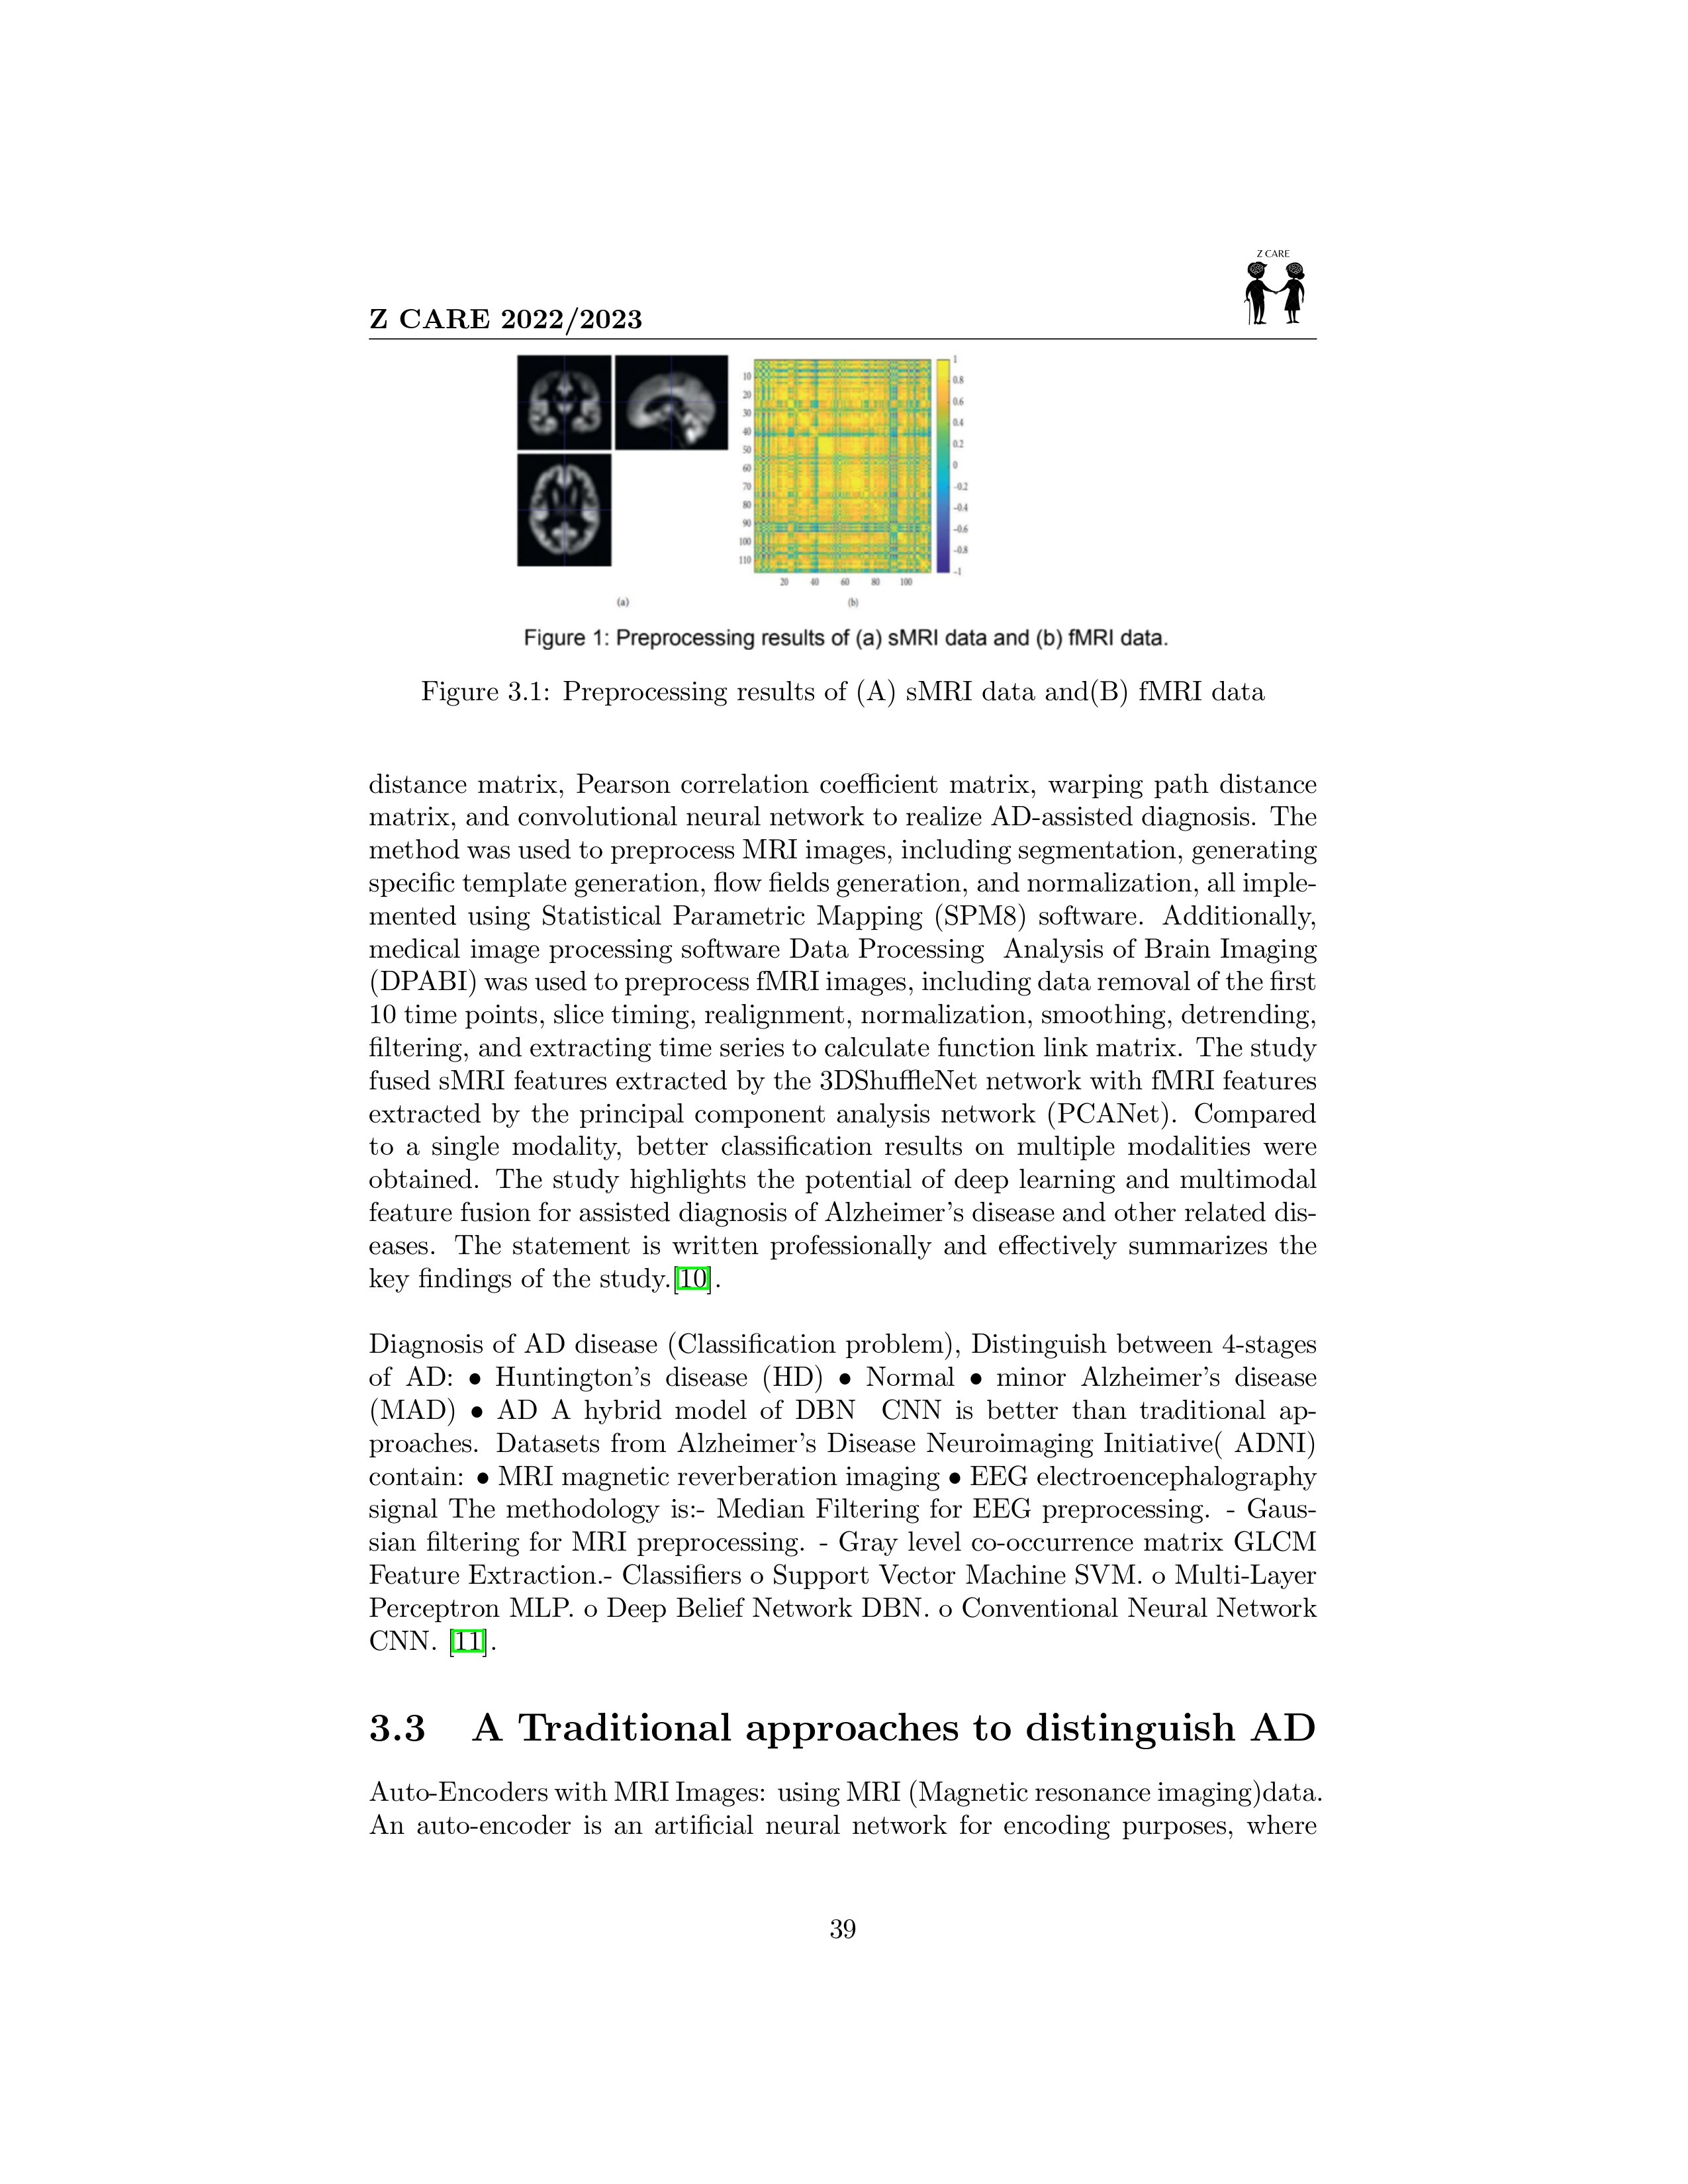 Z CARE
Z CARE 2022/2023
10
20
30
40
50
60
70
80
90
100
110
20 40 60 80 100
1
0.8
0.6
0.4
0.2
0
-0.2
-0.4
-0.6
-0.8
-1
(a) (b)
Figure 1: Preprocessing results of (a) sMRI data and (b) fMRI data.
Figure 3.1: Preprocessing results of (A) sMRI data and(B) fMRI data
distance matrix, Pearson correlation coefficient matrix, warping path distance
matrix, and convolutional neural network to realize AD-assisted diagnosis. The
method was used to preprocess MRI images, including segmentation, generating
specific template generation, flow fields generation, and normalization, all imple-
mented using Statistical Parametric Mapping (SPM8) software. Additionally,
medical image processing software Data Processing Analysis of Brain Imaging
(DPABI) was used to preprocess fMRI images, including data removal of the first
10 time points, slice timing, realignment, normalization, smoothing, detrending,
filtering, and extracting time series to calculate function link matrix. The study
fused sMRI features extracted by the 3DShuffleNet network with fMRI features
extracted by the principal component analysis network (PCANet). Compared
to a single modality, better classification results on multiple modalities were
obtained. The study highlights the potential of deep learning and multimodal
feature fusion for assisted diagnosis of Alzheimer's disease and other related dis-
eases. The statement is written professionally and effectively summarizes the
key findings of the study.[10].
Diagnosis of AD disease (Classification problem), Distinguish between 4-stages
of AD: • Huntington's disease (HD) • Normal • minor Alzheimer's disease
(MAD) • AD A hybrid model of DBN CNN is better than traditional ap-
proaches. Datasets from Alzheimer's Disease Neuroimaging Initiative( ADNI)
contain: • MRI magnetic reverberation imaging • EEG electroencephalography
signal The methodology is:- Median Filtering for EEG preprocessing. - Gaus-
sian filtering for MRI preprocessing. - Gray level co-occurrence matrix GLCM
Feature Extraction.- Classifiers o Support Vector Machine SVM. o Multi-Layer
Perceptron MLP. o Deep Belief Network DBN. o Conventional Neural Network
CNN. [11].
3.3 A Traditional approaches to distinguish AD
Auto-Encoders with MRI Images: using MRI (Magnetic resonance imaging)data.
An auto-encoder is an artificial neural network for encoding purposes, where
39